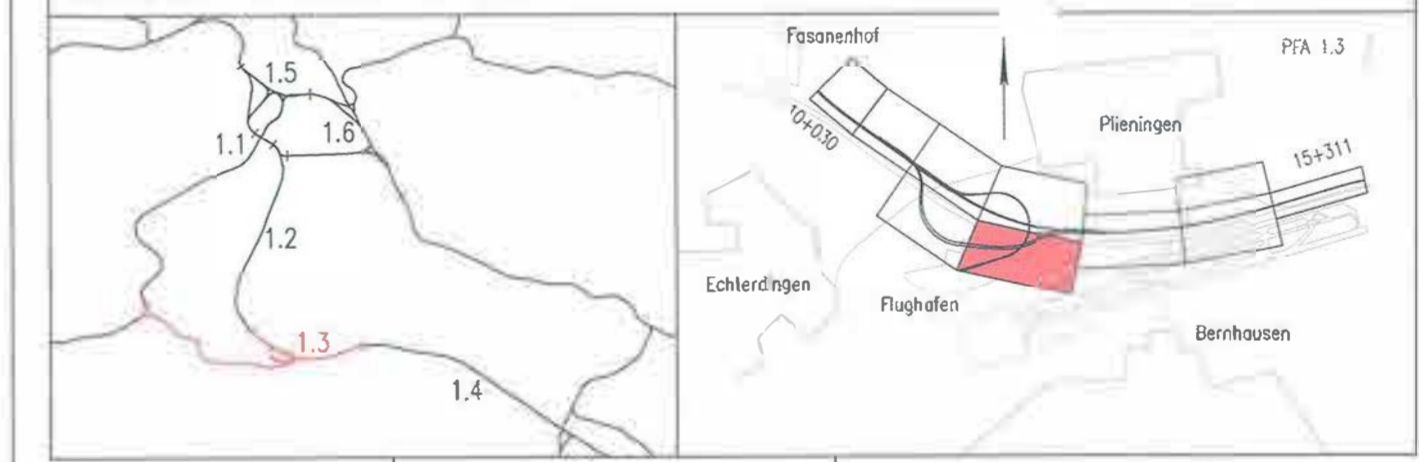 1.5
1.1
1.6
1.2
1.3
1.4
Fasanenhof
PFA 1.3
10+030
Plieningen
15+311
Echterdingen
Flughafen
Bernhausen